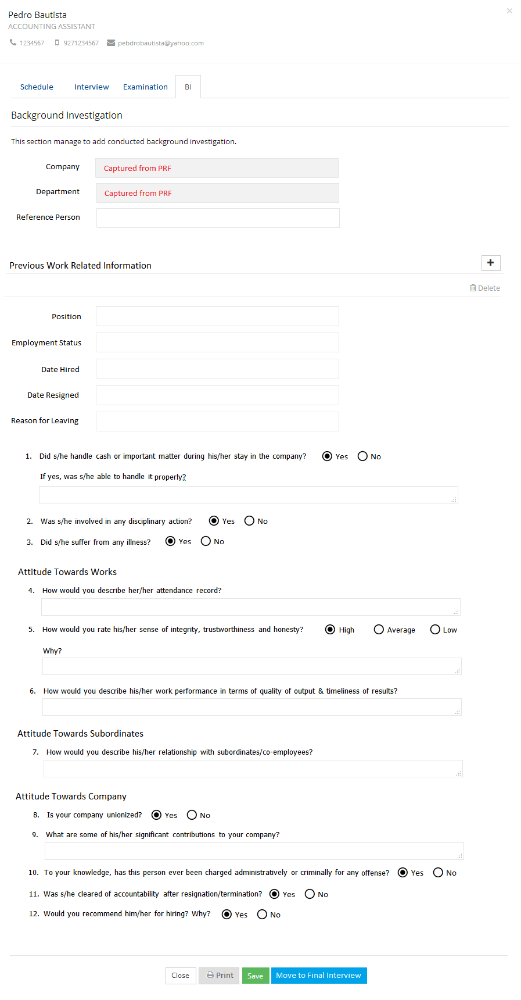 Pedro Bautista
ACCOUNTING ASSISTANT
1234567 9271234567 pebdrobautista@yahoo.com
Schedule Interview Examination BI
Background Investigation
This section manage to add conducted background investigation.
Company Captured from PRF
Department Captured from PRF
Reference Person
Previous Work Related Information
Delete
Position
Employment Status
Date Hired
Date Resigned
Reason for Leaving
1. Did s/he handle cash or important matter during his/her stay in the company? Yes No
If yes, was s/he able to handle it properly?
2. Was s/he involved in any disciplinary action? Yes No
3. Did s/he suffer from any illness? Yes No
Attitude Towards Works
4. How would you describe her/her attendance record?
5. How would you rate his/her sense of integrity, trustworthiness and honesty? High Average Low
Why?
6. How would you describe his/her work performance in terms of quality of output & timeliness of results?
Attitude Towards Subordinates
7. How would you describe his/her relationship with subordinates/co-employees?
Attitude Towards Company
8. Is your company unionized? Yes No
9. What are some of his/her significant contributions to your company?
10. To your knowledge, has this person ever been charged administratively or criminally for any offense? Yes No
11. Was s/he cleared of accountability after resignation/termination? Yes No
12. Would you recommend him/her for hiring? Why? Yes No
Close Print Save Move to Final Interview